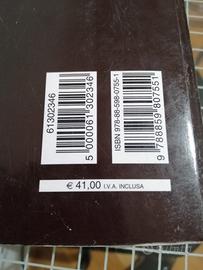 61302346
5 000061 302346
ISBN 978-88-598-0755-1
9 788859 807551
€ 41,00 I.V.A. INCLUSA